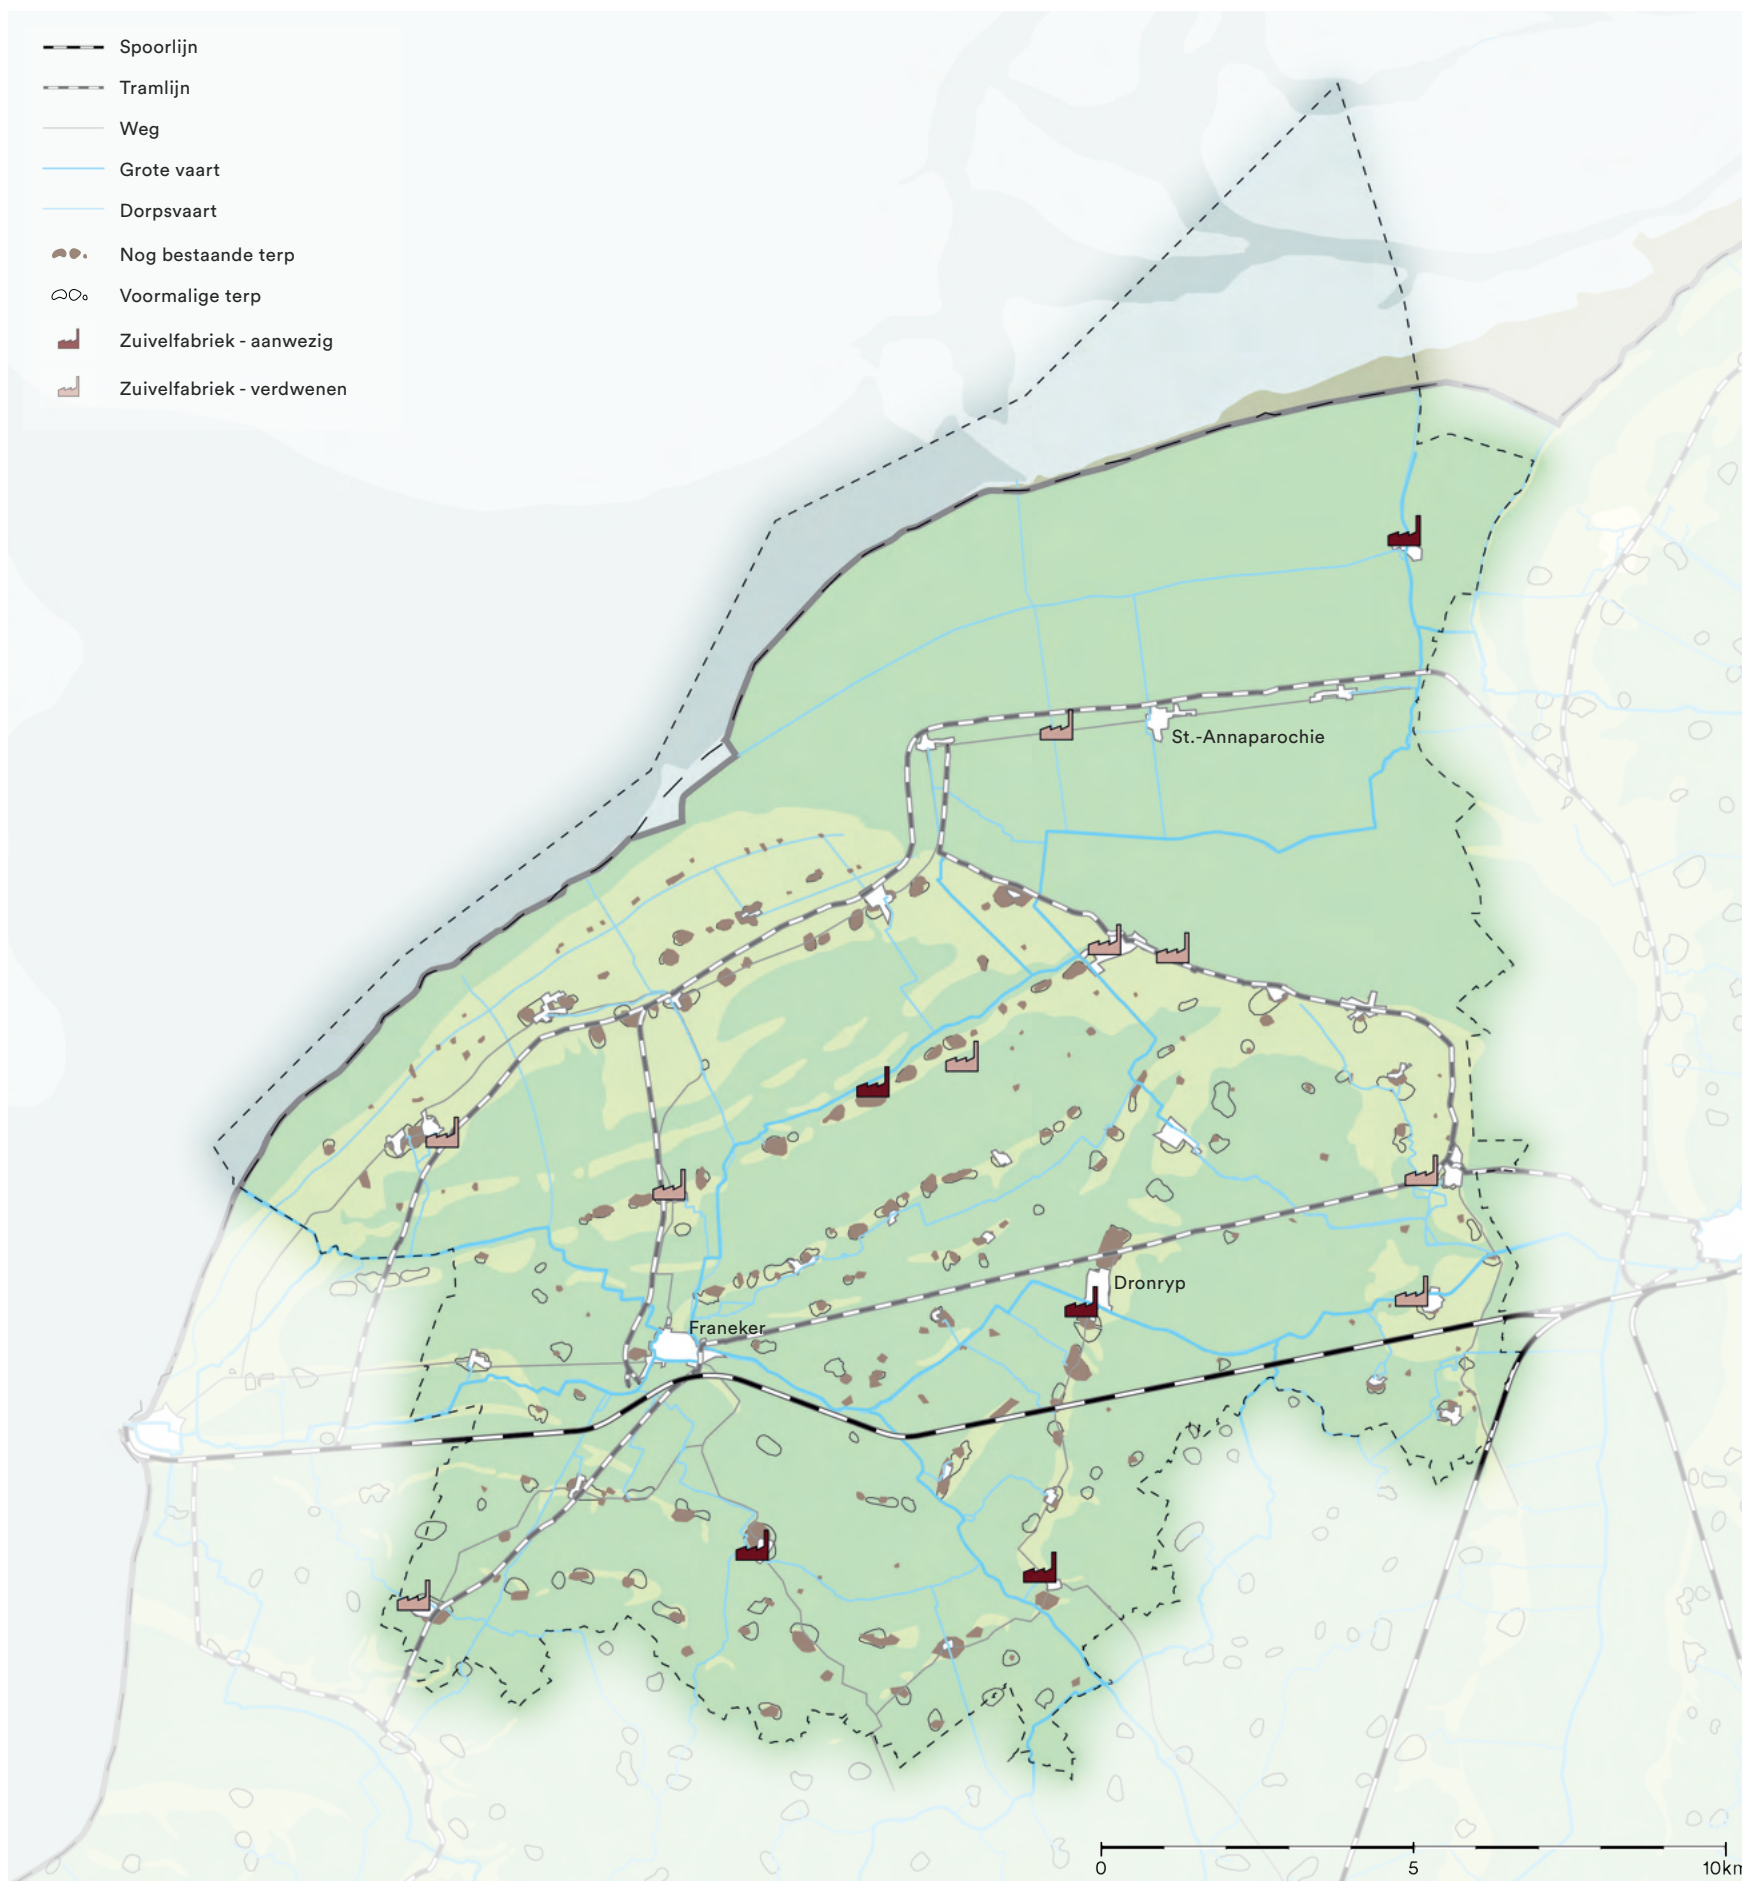 Spoorlijn
Tramlijn
Weg
Grote vaart
Dorpsvaart
Nog bestaande terp
Voormalige terp
Zuivelfabriek - aanwezig
Zuivelfabriek - verdwenen
St.-Annaparochie
Dronryp
Franeker
0 5 10km